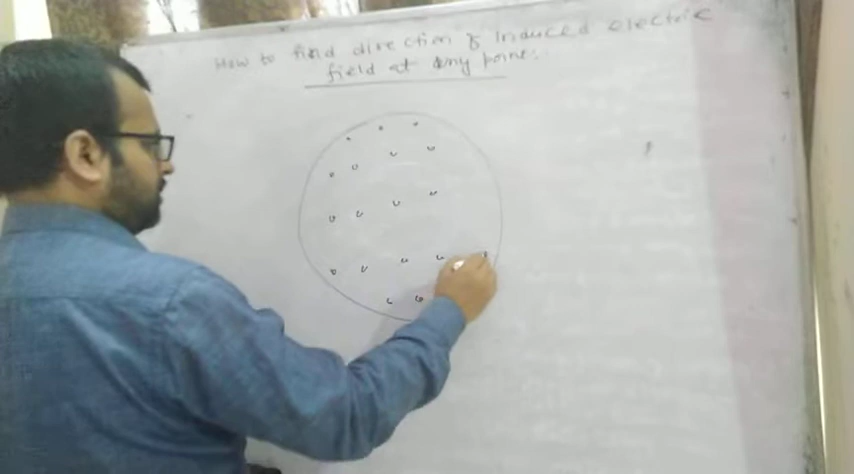 How to find direction of Induced electric
field at any point.